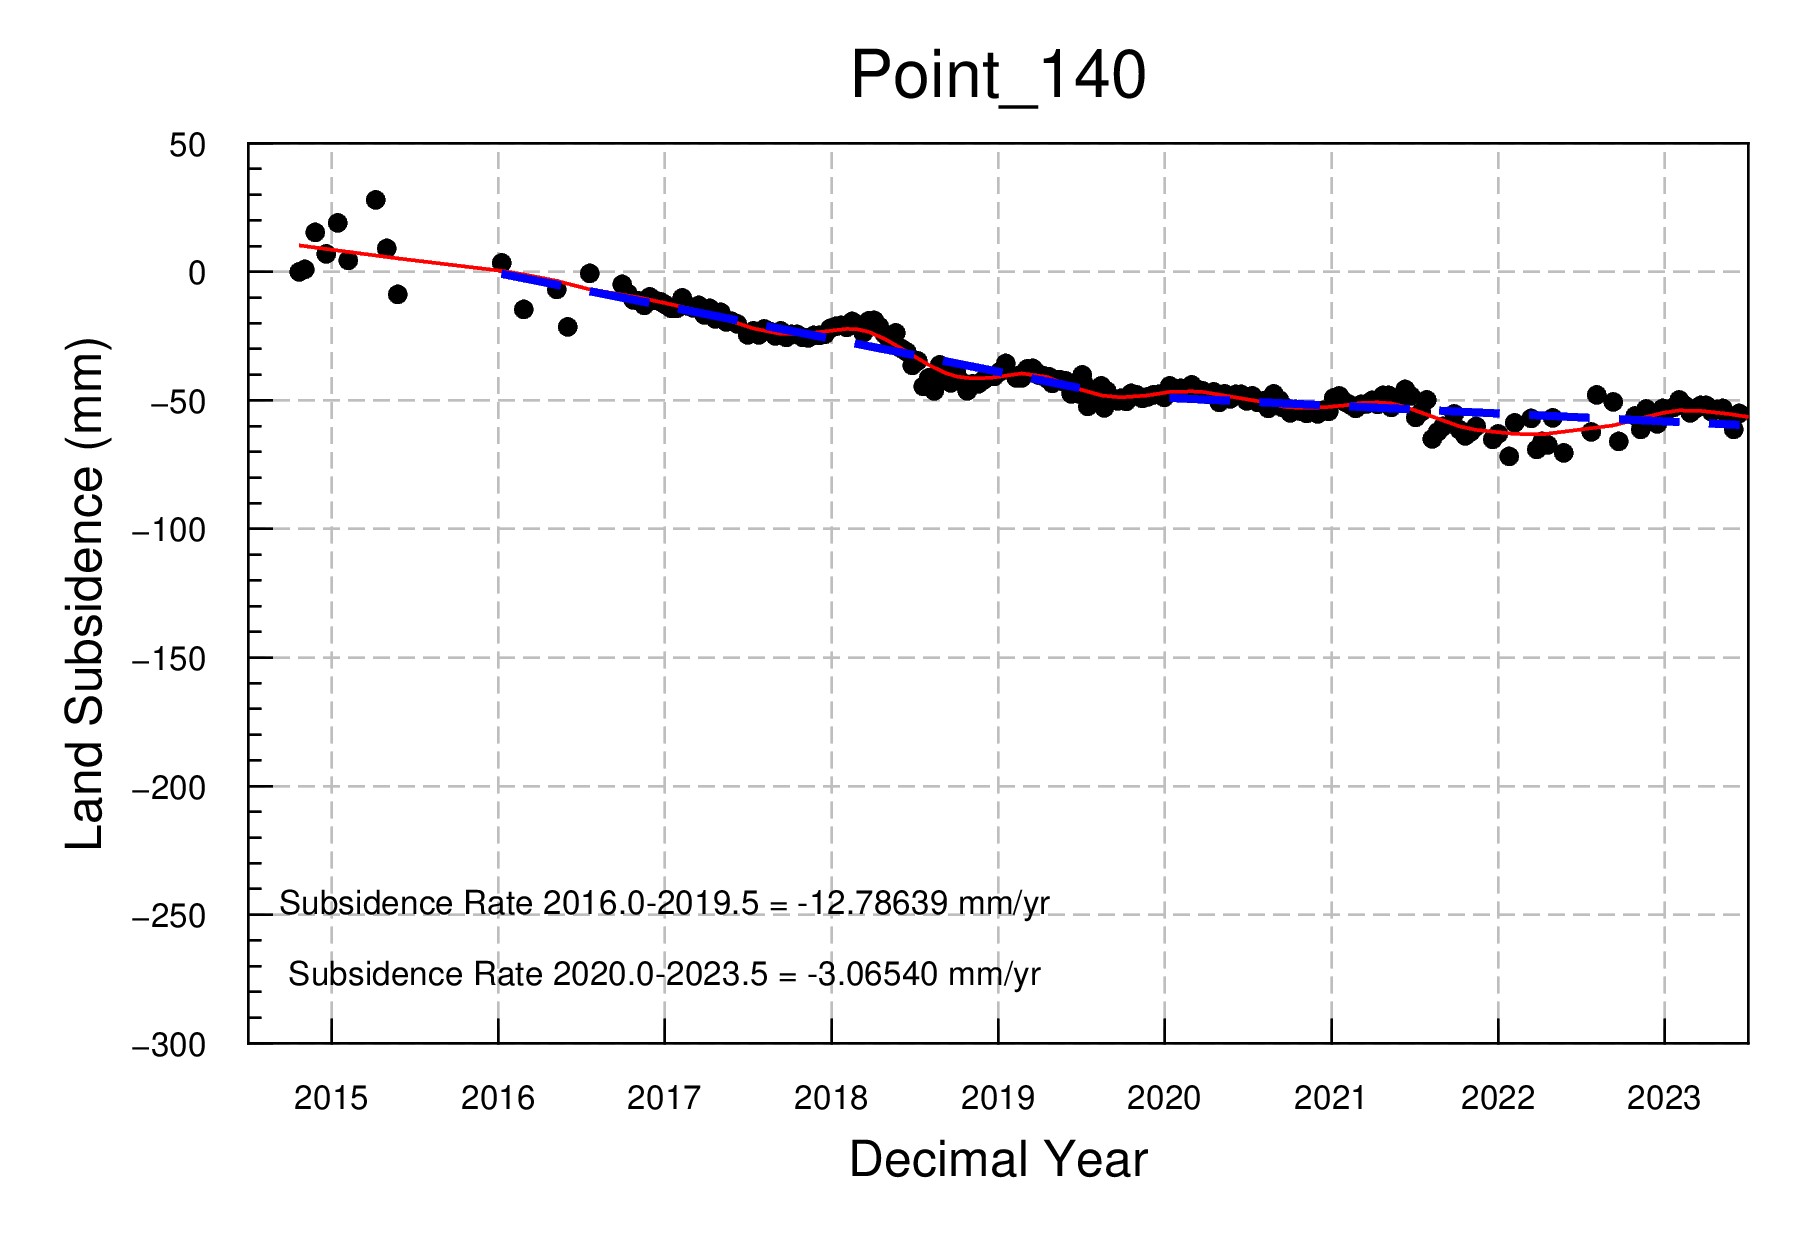 Point_140
50
0
−50
−100
−150
−200
−250
−300
Land Subsidence (mm)
Subsidence Rate 2016.0-2019.5 = -12.78639 mm/yr
Subsidence Rate 2020.0-2023.5 = -3.06540 mm/yr
2015 2016 2017 2018 2019 2020 2021 2022 2023
Decimal Year